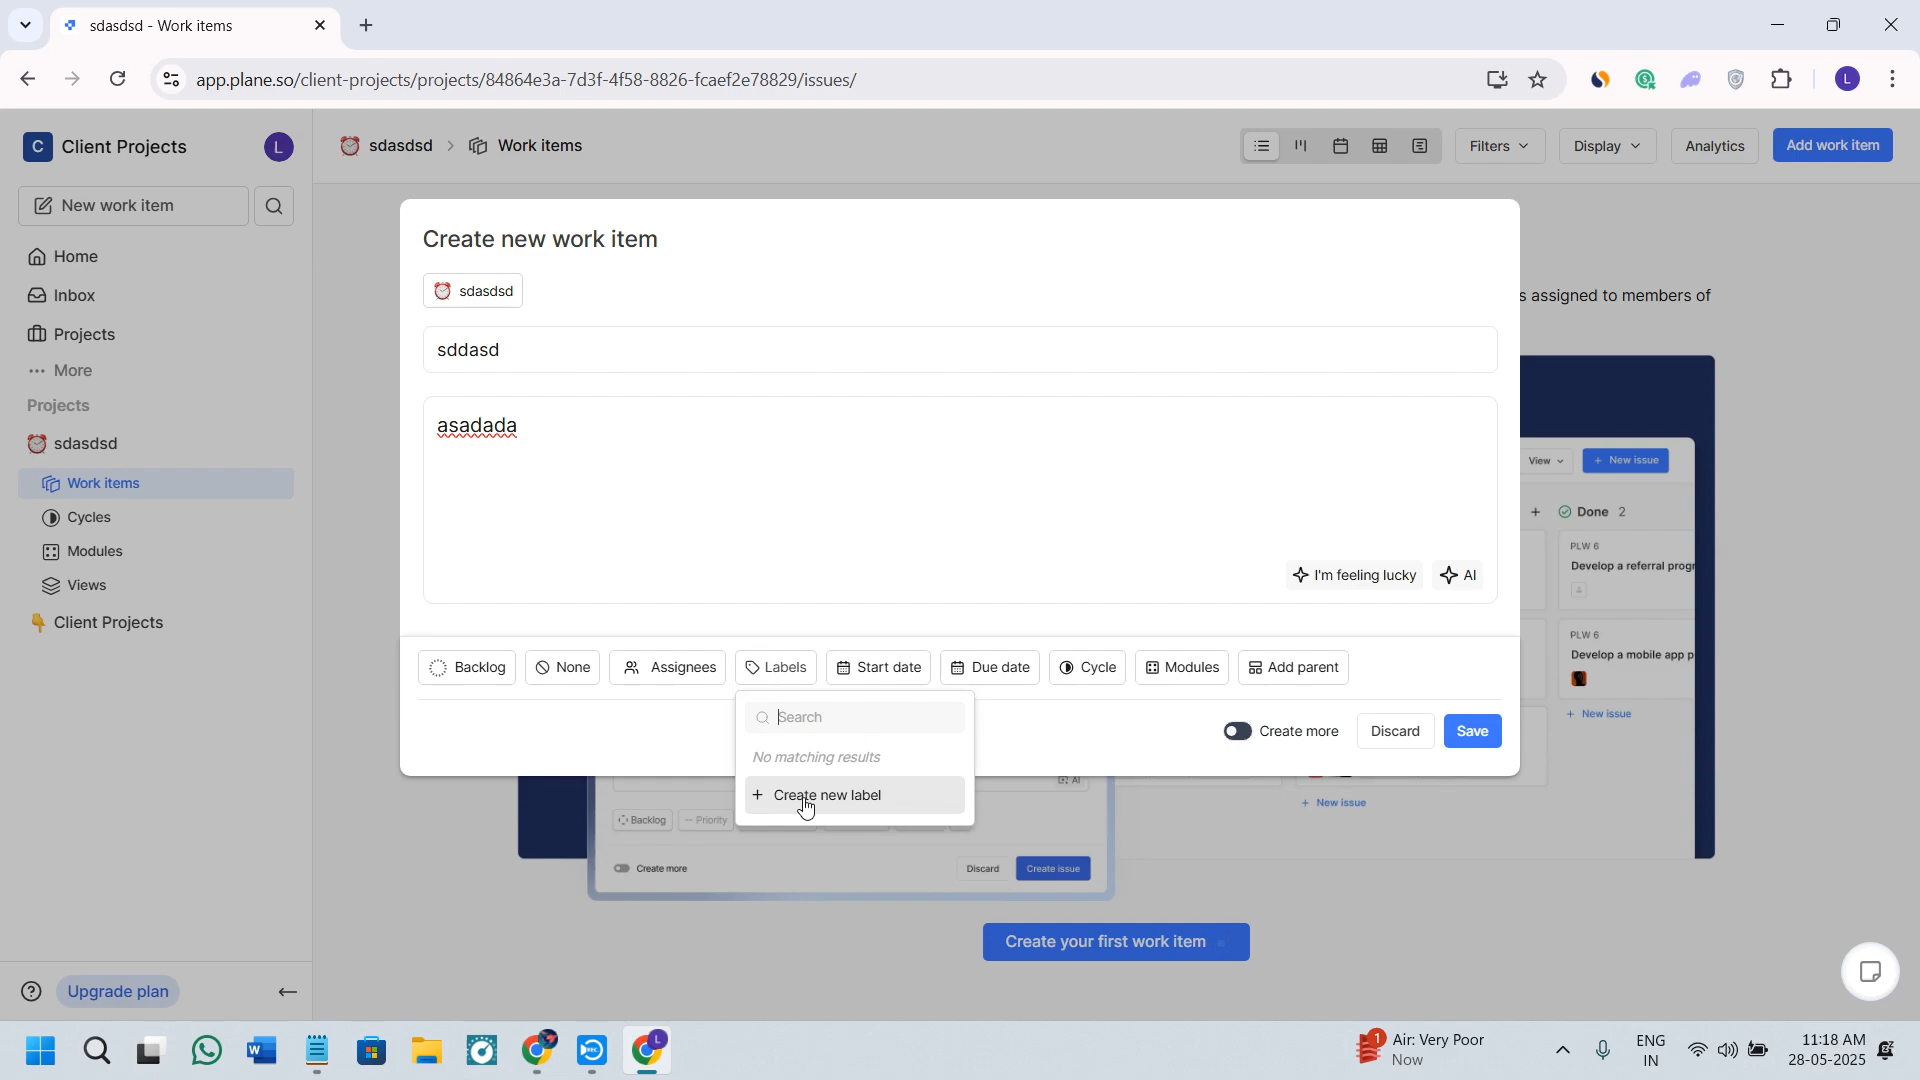 sdasdsd - Work items
app.plane.so/client-projects/projects/84864e3a-7d3f-4f58-8826-fcaef2e78829/issues/
L
C Client Projects L
sdasdsd > Work items
Filters Display Analytics Add work item
New work item
Home
Inbox
Projects
... More
Projects
sdasdsd
Work items
Cycles
Modules
Views
Client Projects
Upgrade plan
Create new work item
sdasdsd
sddasd
asadada
I'm feeling lucky AI
Backlog None Assignees Labels Start date Due date Cycle Modules Add parent
Search
No matching results
+ Create new label
Create more Discard Save
s assigned to members of
View + New issue
+ Done 2
PLW 6
Develop a referral progr
PLW 6
Develop a mobile app p
+ New issue
+ New issue
AI
Backlog Priority
Create more Discard Create issue
Create your first work item
L
1
Air: Very Poor
Now
ENG
IN
11:18 AM
28-05-2025